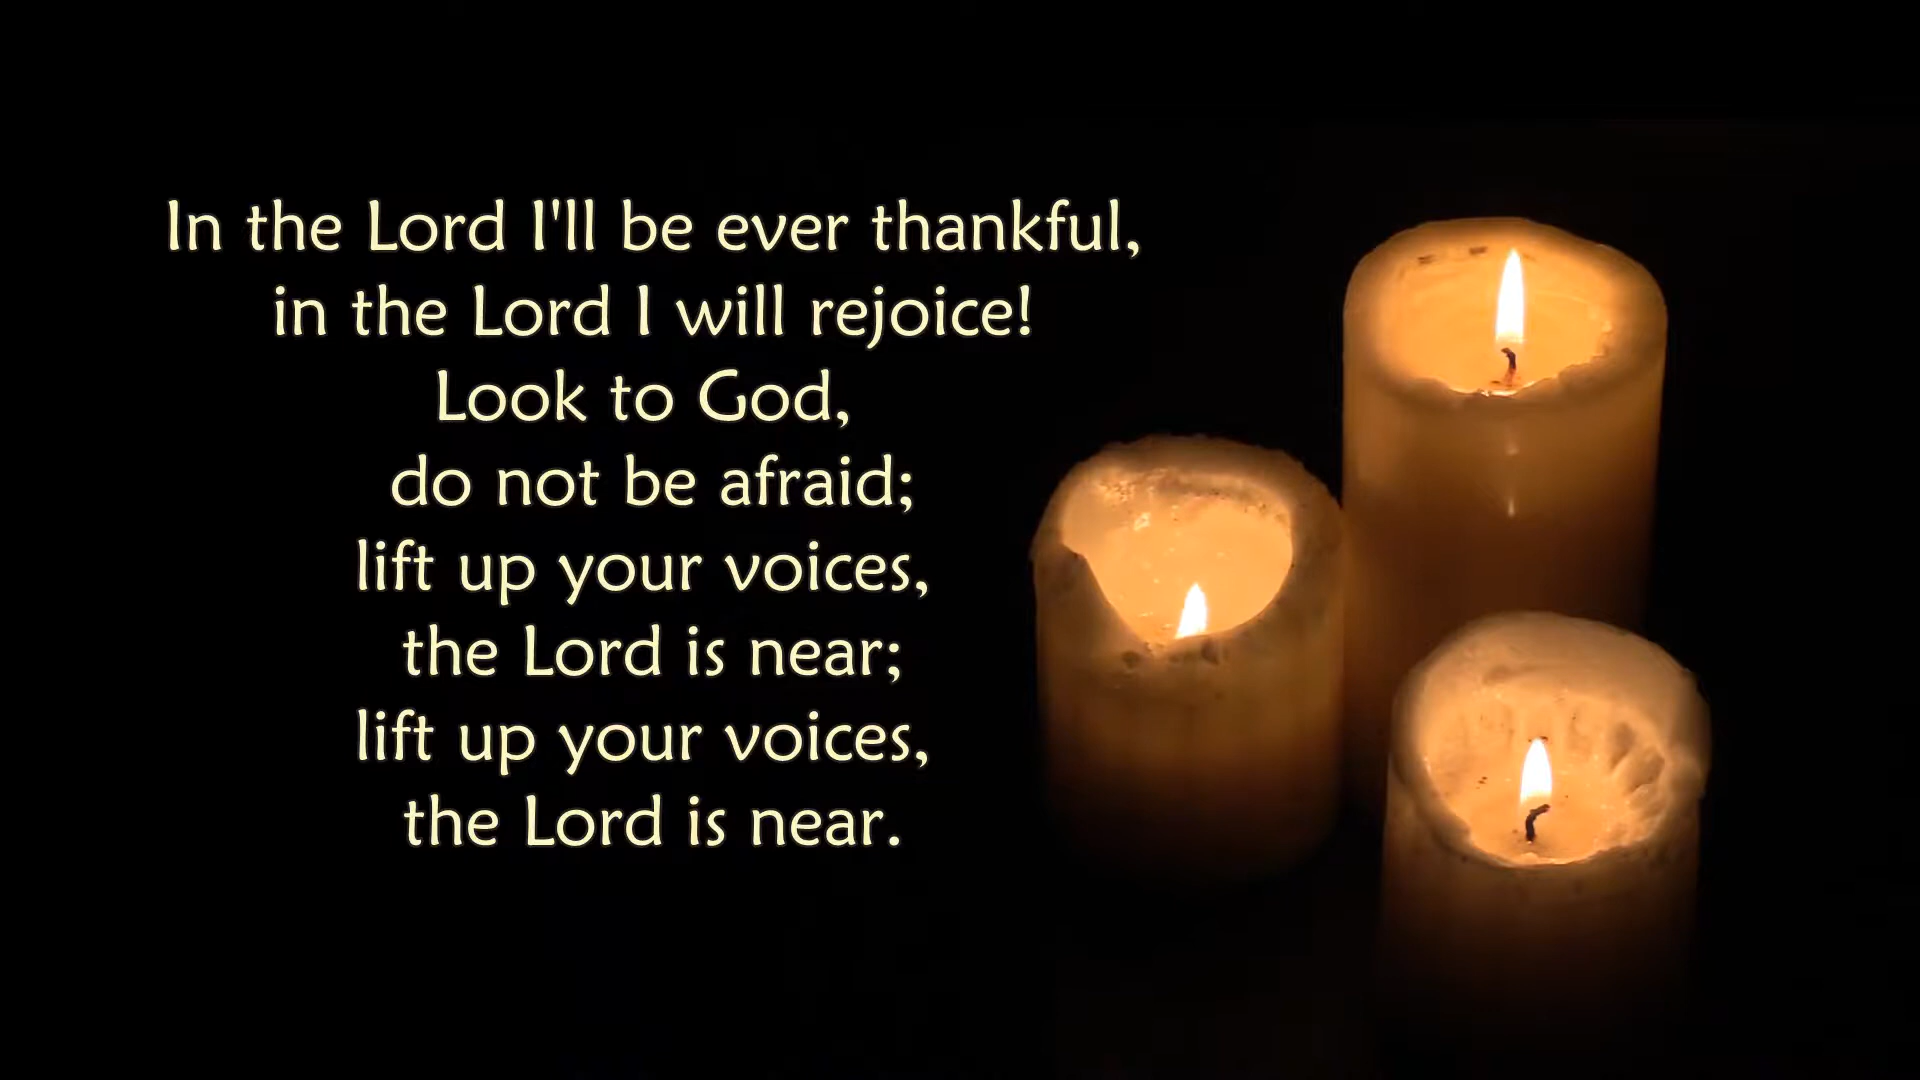 In the Lord I'll be ever thankful,
in the Lord I will rejoice!
Look to God,
do not be afraid;
lift up your voices,
the Lord is near;
lift up your voices,
the Lord is near.